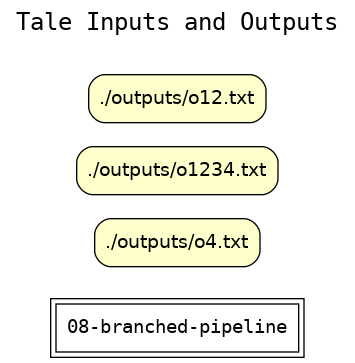 Tale Inputs and Outputs
./outputs/o12.txt
./outputs/o1234.txt
./outputs/o4.txt
08-branched-pipeline